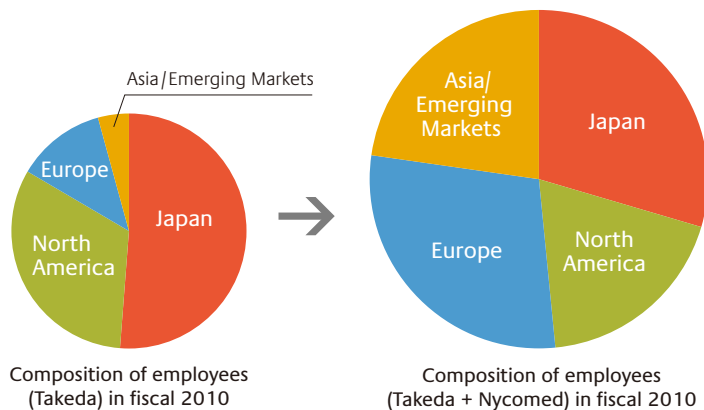 Asia/Emerging Markets
Europe
Japan
North
America
Composition of employees
(Takeda) in fiscal 2010
Asia/
Emerging
Markets
Japan
Europe
North
America
Composition of employees
(Takeda + Nycomed) in fiscal 2010